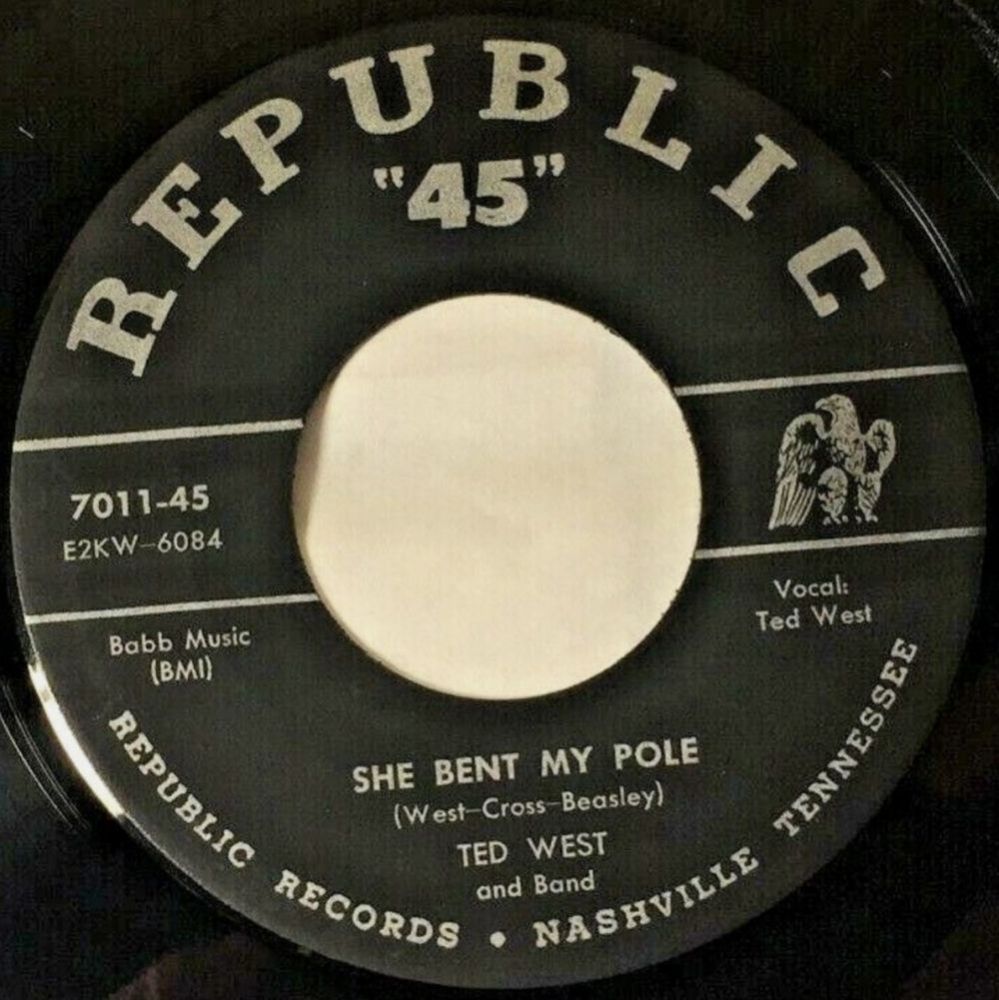 REPUBLIC
"45"
7011-45
E2KW-6084
Babb Music
(BMI)
Vocal:
Ted West
SHE BENT MY POLE
(West-Cross-Beasley)
TED WEST
and Band
REPUBLIC RECORDS • NASHVILLE TENNESSEE